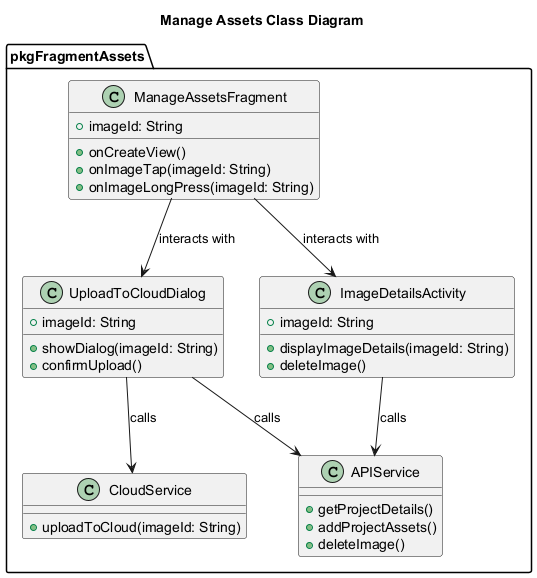 Manage Assets Class Diagram
pkgFragmentAssets
C ManageAssetsFragment
imageId: String
onCreateView()
onImageTap(imageId: String)
onImageLongPress(imageId: String)
interacts with
interacts with
C UploadToCloudDialog
imageId: String
showDialog(imageId: String)
confirmUpload()
C ImageDetailsActivity
imageId: String
displayImageDetails(imageId: String)
deleteImage()
calls
calls
calls
C CloudService
uploadToCloud(imageId: String)
C APIService
getProjectDetails()
addProjectAssets()
deleteImage()